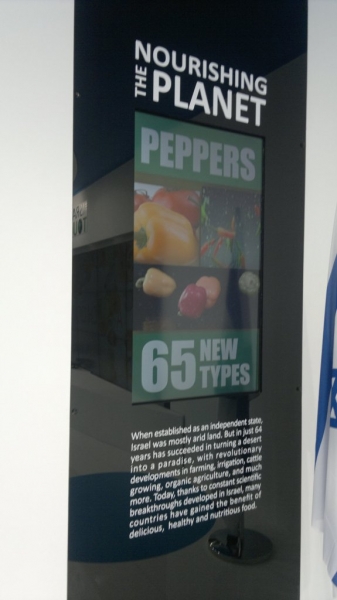 NOURISHING
THE PLANET
PEPPERS
65 NEW
TYPES
When established as an independent state,
Israel was mostly arid land. But in just 64
years has succeeded in turning a desert
into a paradise, with revolutionary
developments in farming, irrigation, cattle
growing, organic agriculture, and much
more. Today, thanks to constant scientific
breakthroughs developed in Israel, many
countries have gained the benefit of
delicious, healthy and nutritious food.